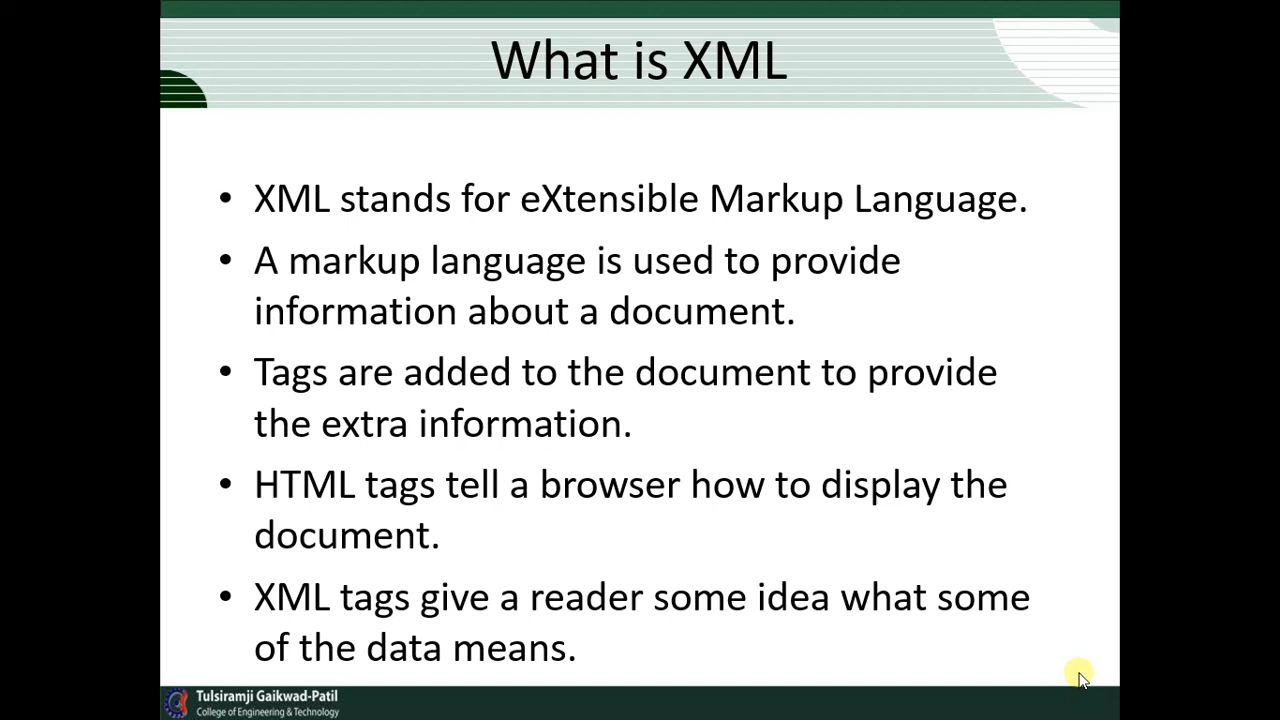 What is XML
• XML stands for eXtensible Markup Language.
• A markup language is used to provide
information about a document.
• Tags are added to the document to provide
the extra information.
• HTML tags tell a browser how to display the
document.
• XML tags give a reader some idea what some
of the data means.
Tulsiramji Gaikwad-Patil
College of Engineering & Technology